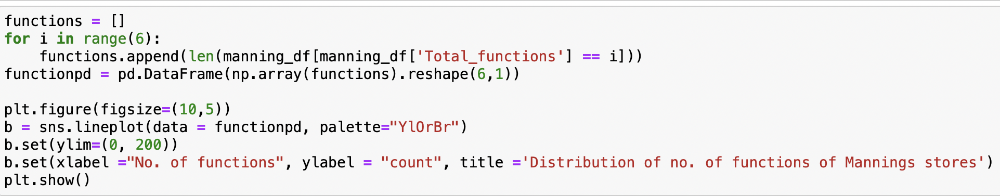 functions = []
for i in range(6):
    functions.append(len(manning_df[manning_df['Total_functions'] == i]))
functionpd = pd.DataFrame(np.array(functions).reshape(6,1))

plt.figure(figsize=(10,5))
b = sns.lineplot(data = functionpd, palette="YlOrBr")
b.set(ylim=(0, 200))
b.set(xlabel ="No. of functions", ylabel = "count", title ='Distribution of no. of functions of Mannings stores')
plt.show()